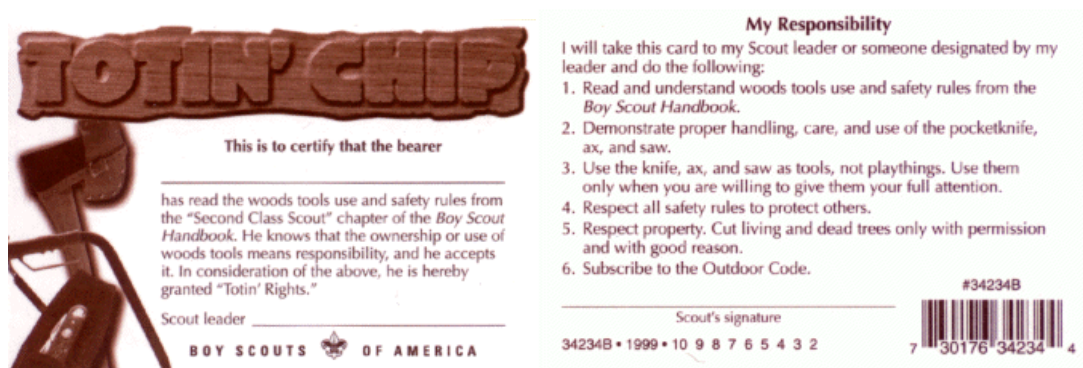 TOTIN' CHIP
This is to certify that the bearer
has read the woods tools use and safety rules from
the “Second Class Scout” chapter of the Boy Scout
Handbook. He knows that the ownership or use of
woods tools means responsibility, and he accepts
it. In consideration of the above, he is hereby
granted “Totin' Rights.”
Scout leader
BOY SCOUTS OF AMERICA
My Responsibility
I will take this card to my Scout leader or someone designated by my
leader and do the following:
1. Read and understand woods tools use and safety rules from the
Boy Scout Handbook.
2. Demonstrate proper handling, care, and use of the pocketknife,
ax, and saw.
3. Use the knife, ax, and saw as tools, not playthings. Use them
only when you are willing to give them your full attention.
4. Respect all safety rules to protect others.
5. Respect property. Cut living and dead trees only with permission
and with good reason.
6. Subscribe to the Outdoor Code.
#34234B
Scout's signature
34234B • 1999 • 10 9 8 7 6 5 4 3 2
7 30176 34234 4